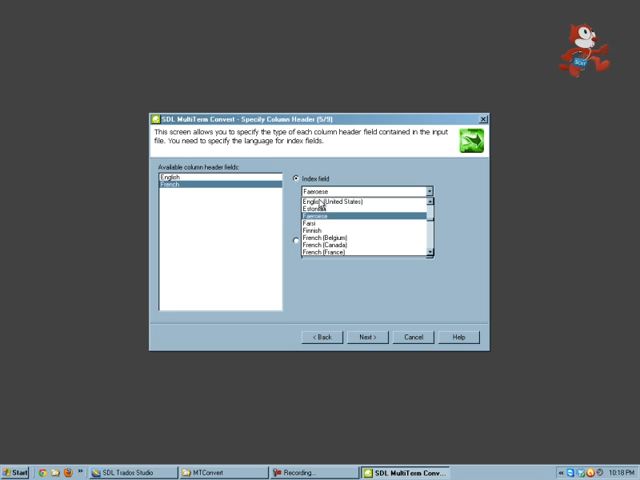 SDL MultiTerm Convert - Specify Column Header (5/9)
This screen allows you to specify the type of each column header field contained in the input
file. You need to specify the language for index fields.
Available column header fields:
English
French
Index field
Faeroese
English (United States)
Estonian
Faeroese
Farsi
Finnish
French (Belgium)
French (Canada)
French (France)
< Back
Next >
Cancel
Help
Start
SDL Trados Studio
MTConvert
Recording...
SDL MultiTerm Conv...
10:18 PM